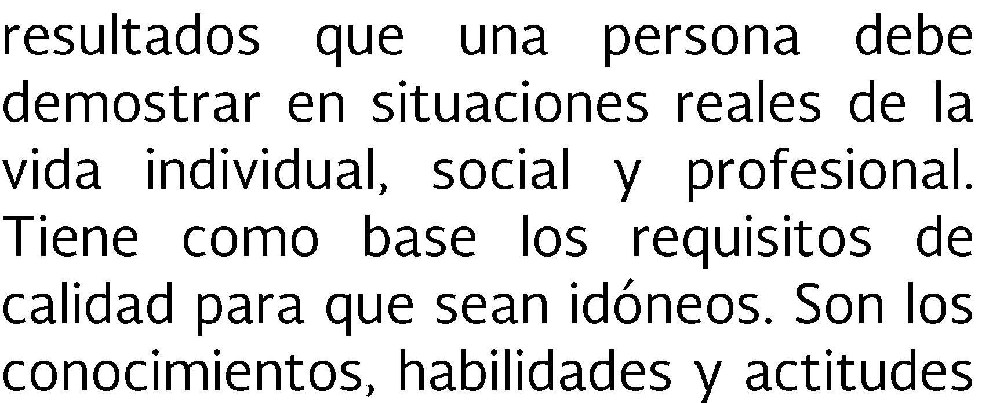 resultados que una persona debe
demostrar en situaciones reales de la
vida individual, social y profesional.
Tiene como base los requisitos de
calidad para que sean idóneos. Son los
conocimientos, habilidades y actitudes